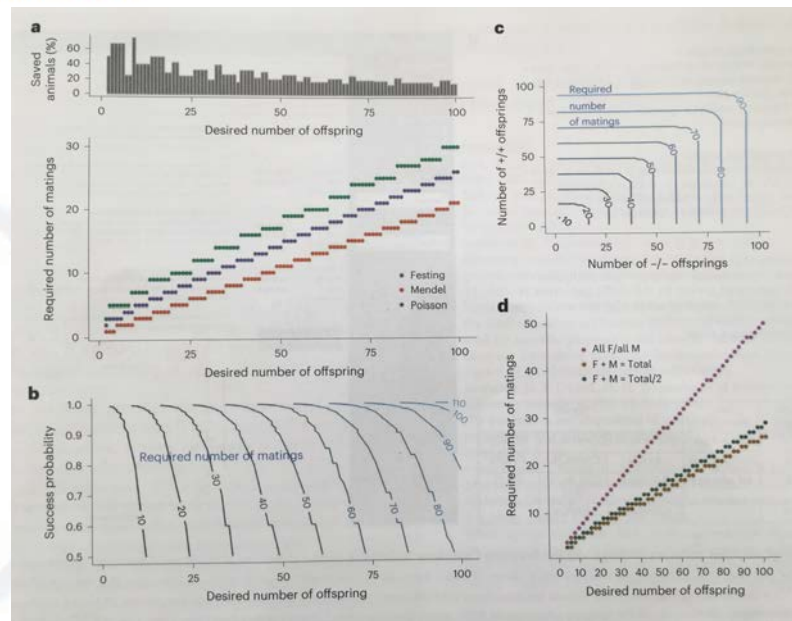 a
Saved
animals (%)
60
40
20
0
0 25 50 75 100
Desired number of offspring
Required number of matings
30
20
10
0
Festing
Mendel
Poisson
0 25 50 75 100
Desired number of offspring
b
Success probability
1.0
0.9
0.8
0.7
0.6
0.5
Required number of matings
10 20 30 40 50 60 70 80 90 100 110
0 25 50 75 100
Desired number of offspring
c
Number of +/+ offsprings
100
75
50
25
0
Required
number
of matings
10 20 30 40 50 60 70 80 90
0 25 50 75 100
Number of −/− offsprings
d
Required number of matings
50
40
30
20
10
All F/all M
F + M = Total
F + M = Total/2
0 10 20 30 40 50 60 70 80 90 100
Desired number of offspring